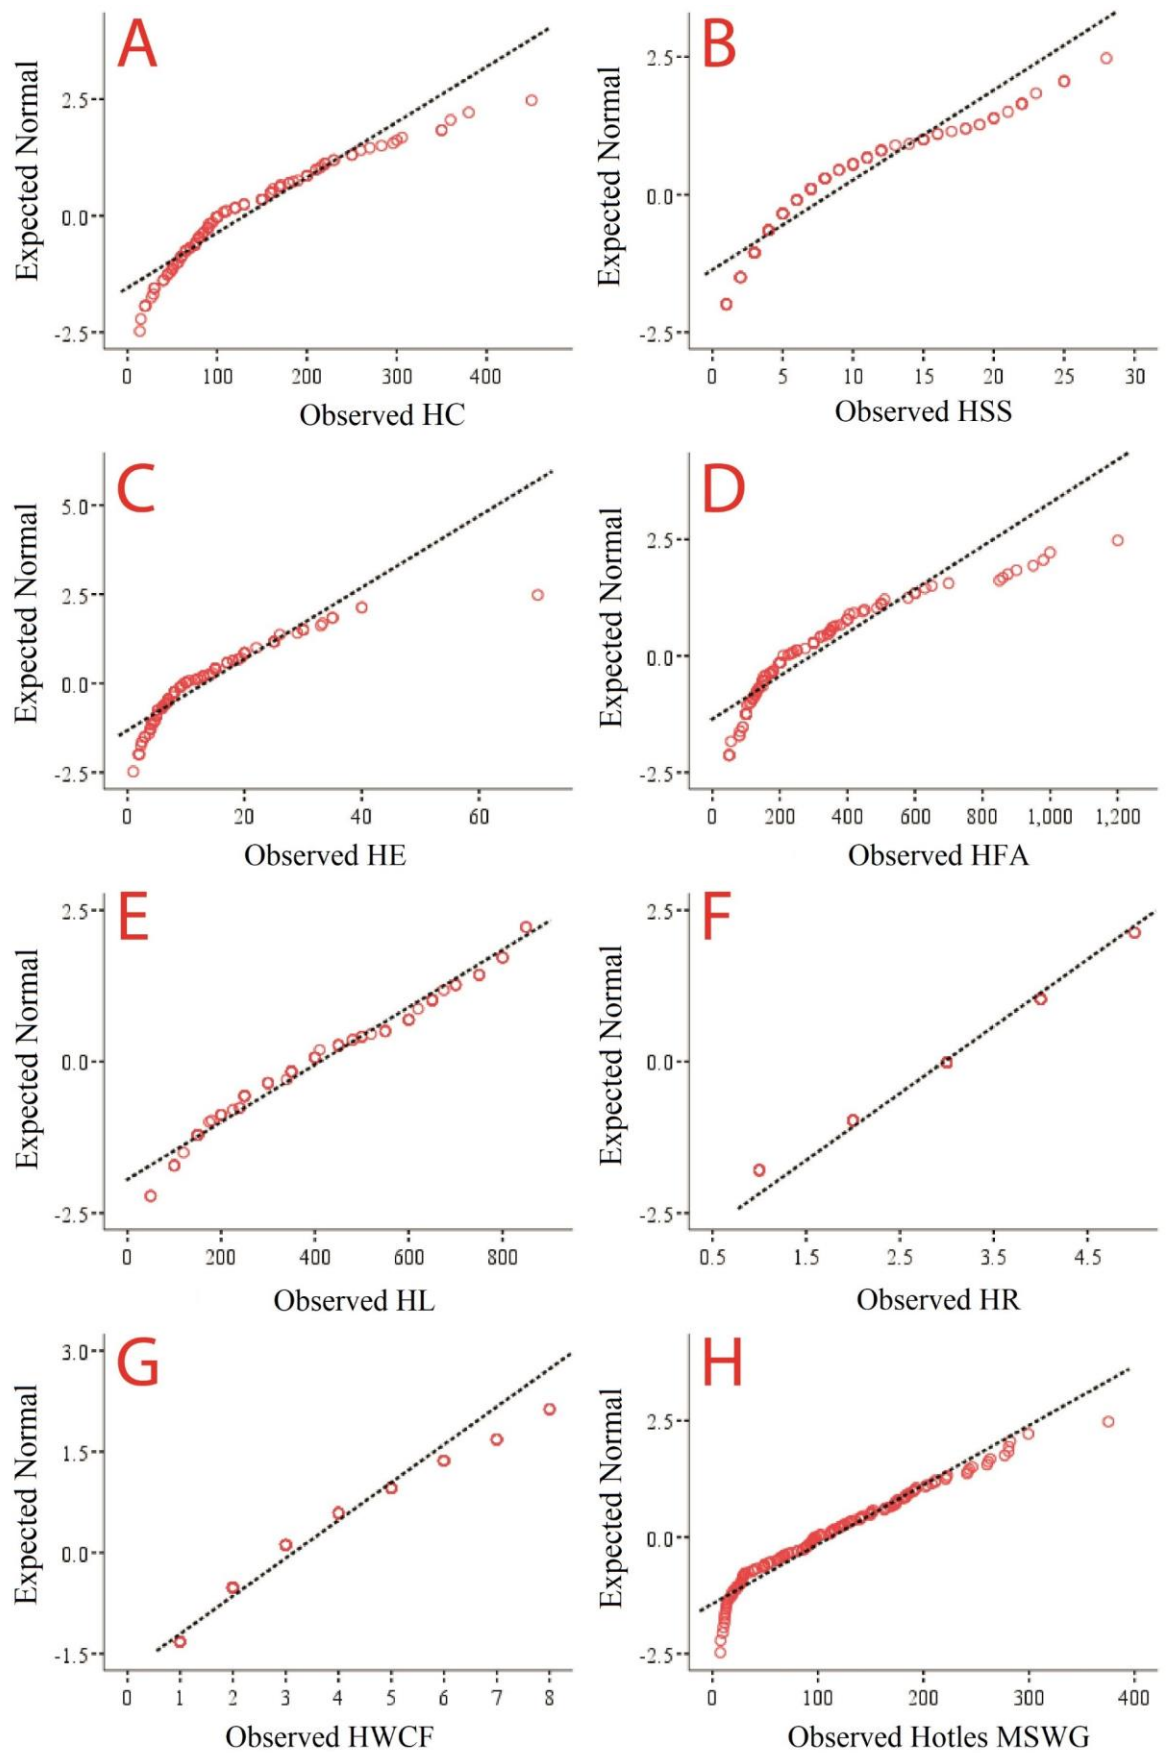 A
Expected Normal
2.5
0.0
-2.5
0 100 200 300 400
Observed HC
B
Expected Normal
2.5
0.0
-2.5
0 5 10 15 20 25 30
Observed HSS
C
Expected Normal
5.0
2.5
0.0
-2.5
0 20 40 60
Observed HE
D
Expected Normal
2.5
0.0
-2.5
0 200 400 600 800 1,000 1,200
Observed HFA
E
Expected Normal
2.5
0.0
-2.5
0 200 400 600 800
Observed HL
F
Expected Normal
2.5
0.0
-2.5
0.5 1.5 2.5 3.5 4.5
Observed HR
G
Expected Normal
3.0
1.5
0.0
-1.5
0 1 2 3 4 5 6 7 8
Observed HWCF
H
Expected Normal
2.5
0.0
-2.5
0 100 200 300 400
Observed Hotles MSWG